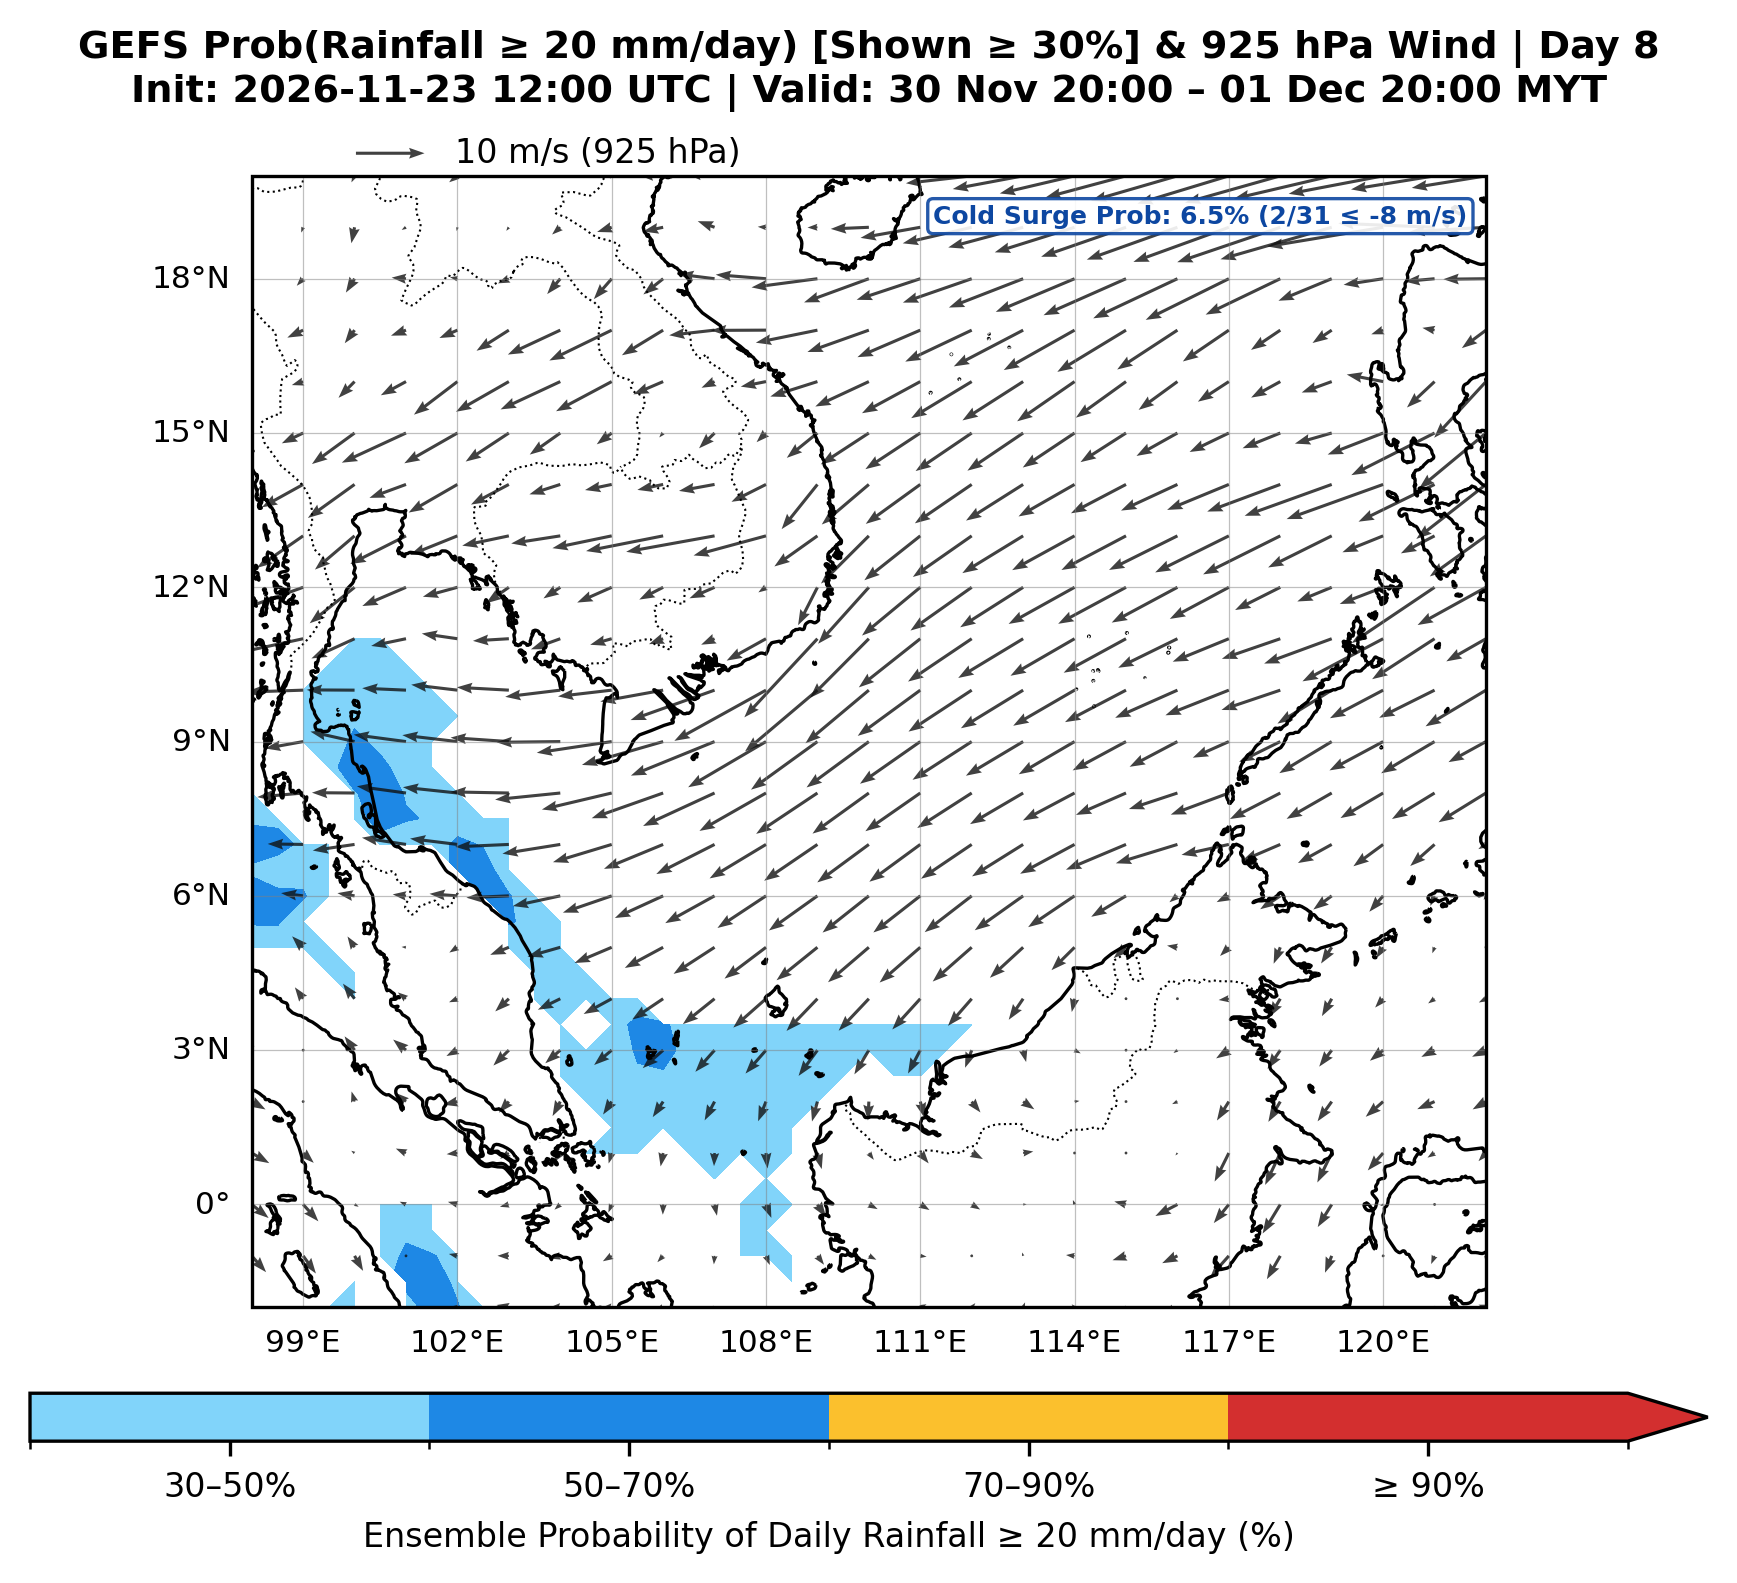 GEFS Prob(Rainfall ≥ 20 mm/day) [Shown ≥ 30%] & 925 hPa Wind | Day 8
Init: 2026-11-23 12:00 UTC | Valid: 30 Nov 20:00 – 01 Dec 20:00 MYT
10 m/s (925 hPa)
Cold Surge Prob: 6.5% (2/31 ≤ -8 m/s)
18°N
15°N
12°N
9°N
6°N
3°N
0°
99°E 102°E 105°E 108°E 111°E 114°E 117°E 120°E
30–50% 50–70% 70–90% ≥ 90%
Ensemble Probability of Daily Rainfall ≥ 20 mm/day (%)